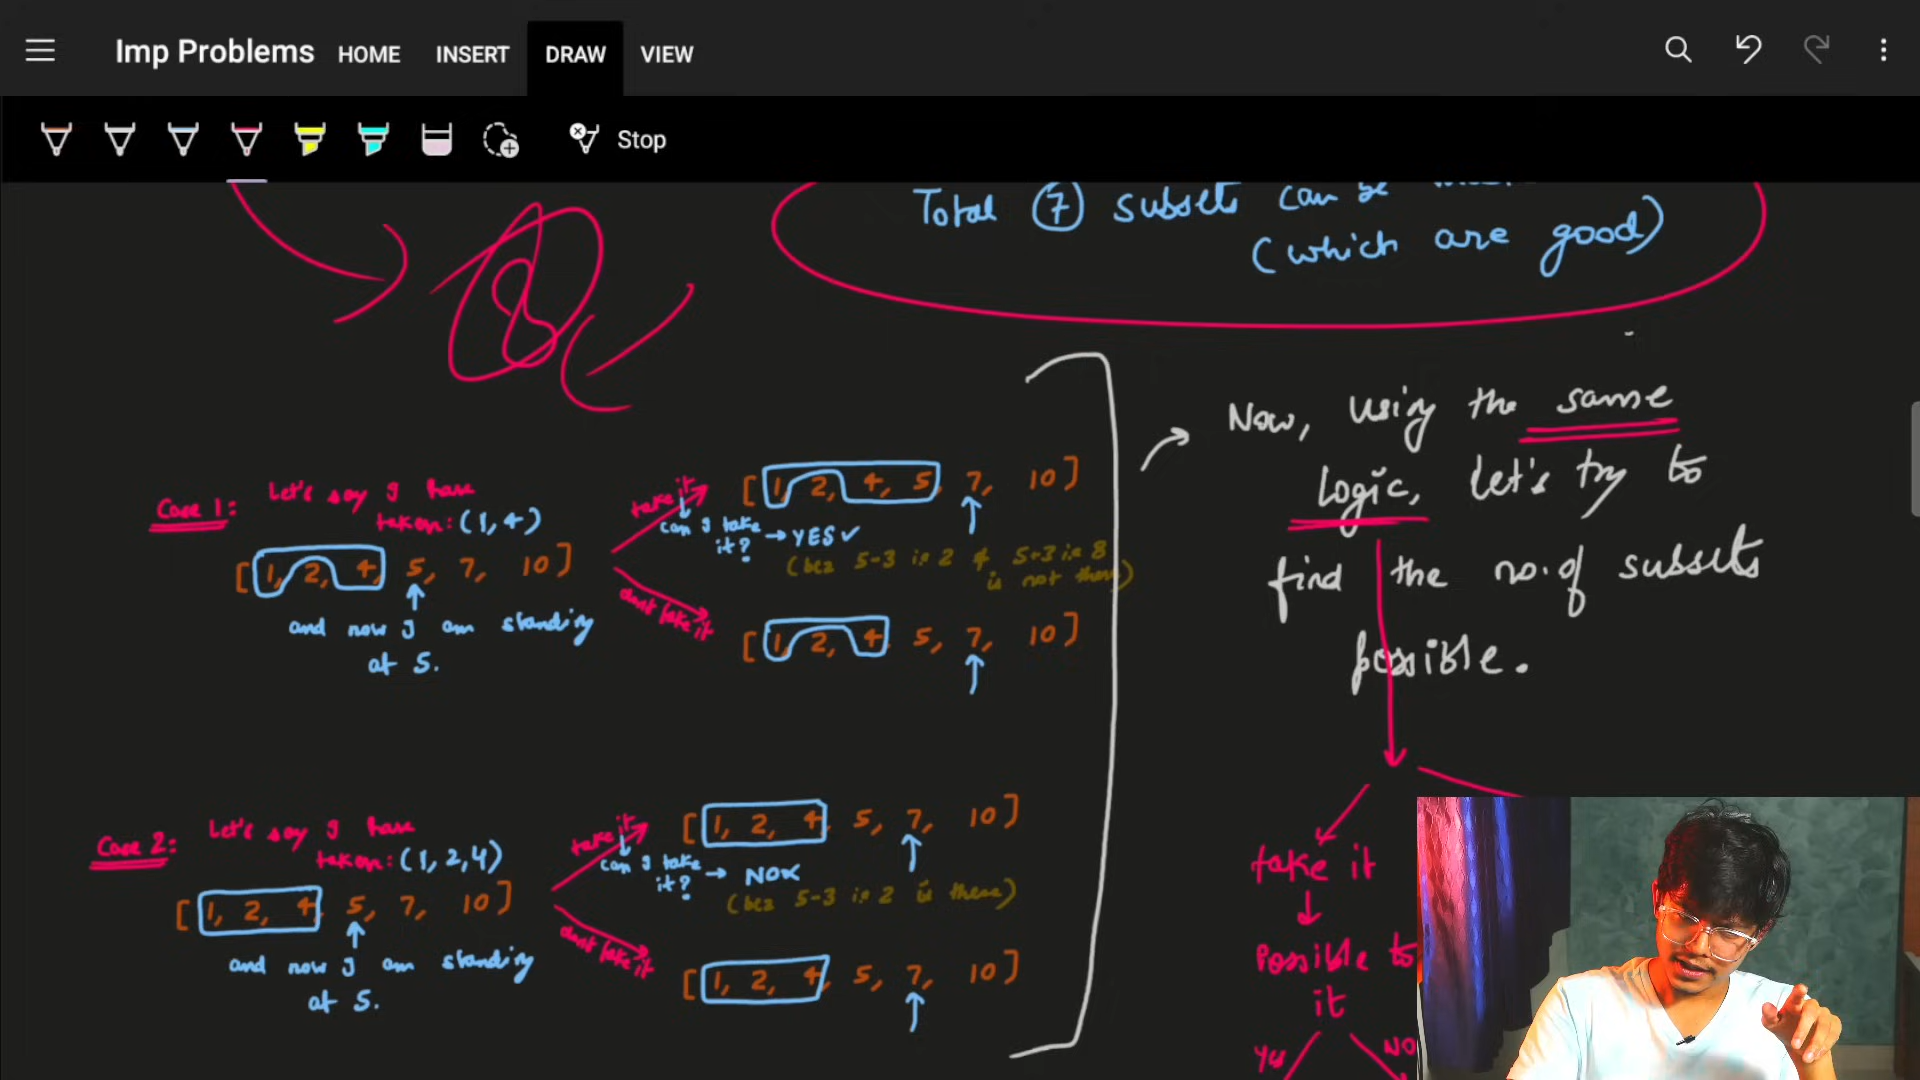 Imp Problems HOME INSERT DRAW VIEW
Stop
Total 7 subsets can be
(which are good)
Now, using the same
logic, let's try to
find the no. of subsets
possible.
Case 1: Let's say I have
taken: (1, 4)
[1, 2, 4, 5, 7, 10]
and now I am standing
at 5.
take it
can I take
it? → YES ✓
[1, 2, 4, 5, 7, 10]
(bcz 5-3 is 2 & 5+3 is 8
is not there)
dont take it
[1, 2, 4, 5, 7, 10]
Case 2: Let's say I have
taken: (1, 2, 4)
[1, 2, 4, 5, 7, 10]
and now I am standing
at 5.
take it
can I take
it? → NO
[1, 2, 4, 5, 7, 10]
(bcz 5-3 is 2 is there)
dont take it
[1, 2, 4, 5, 7, 10]
take it
Possible to
it
Yes
NO